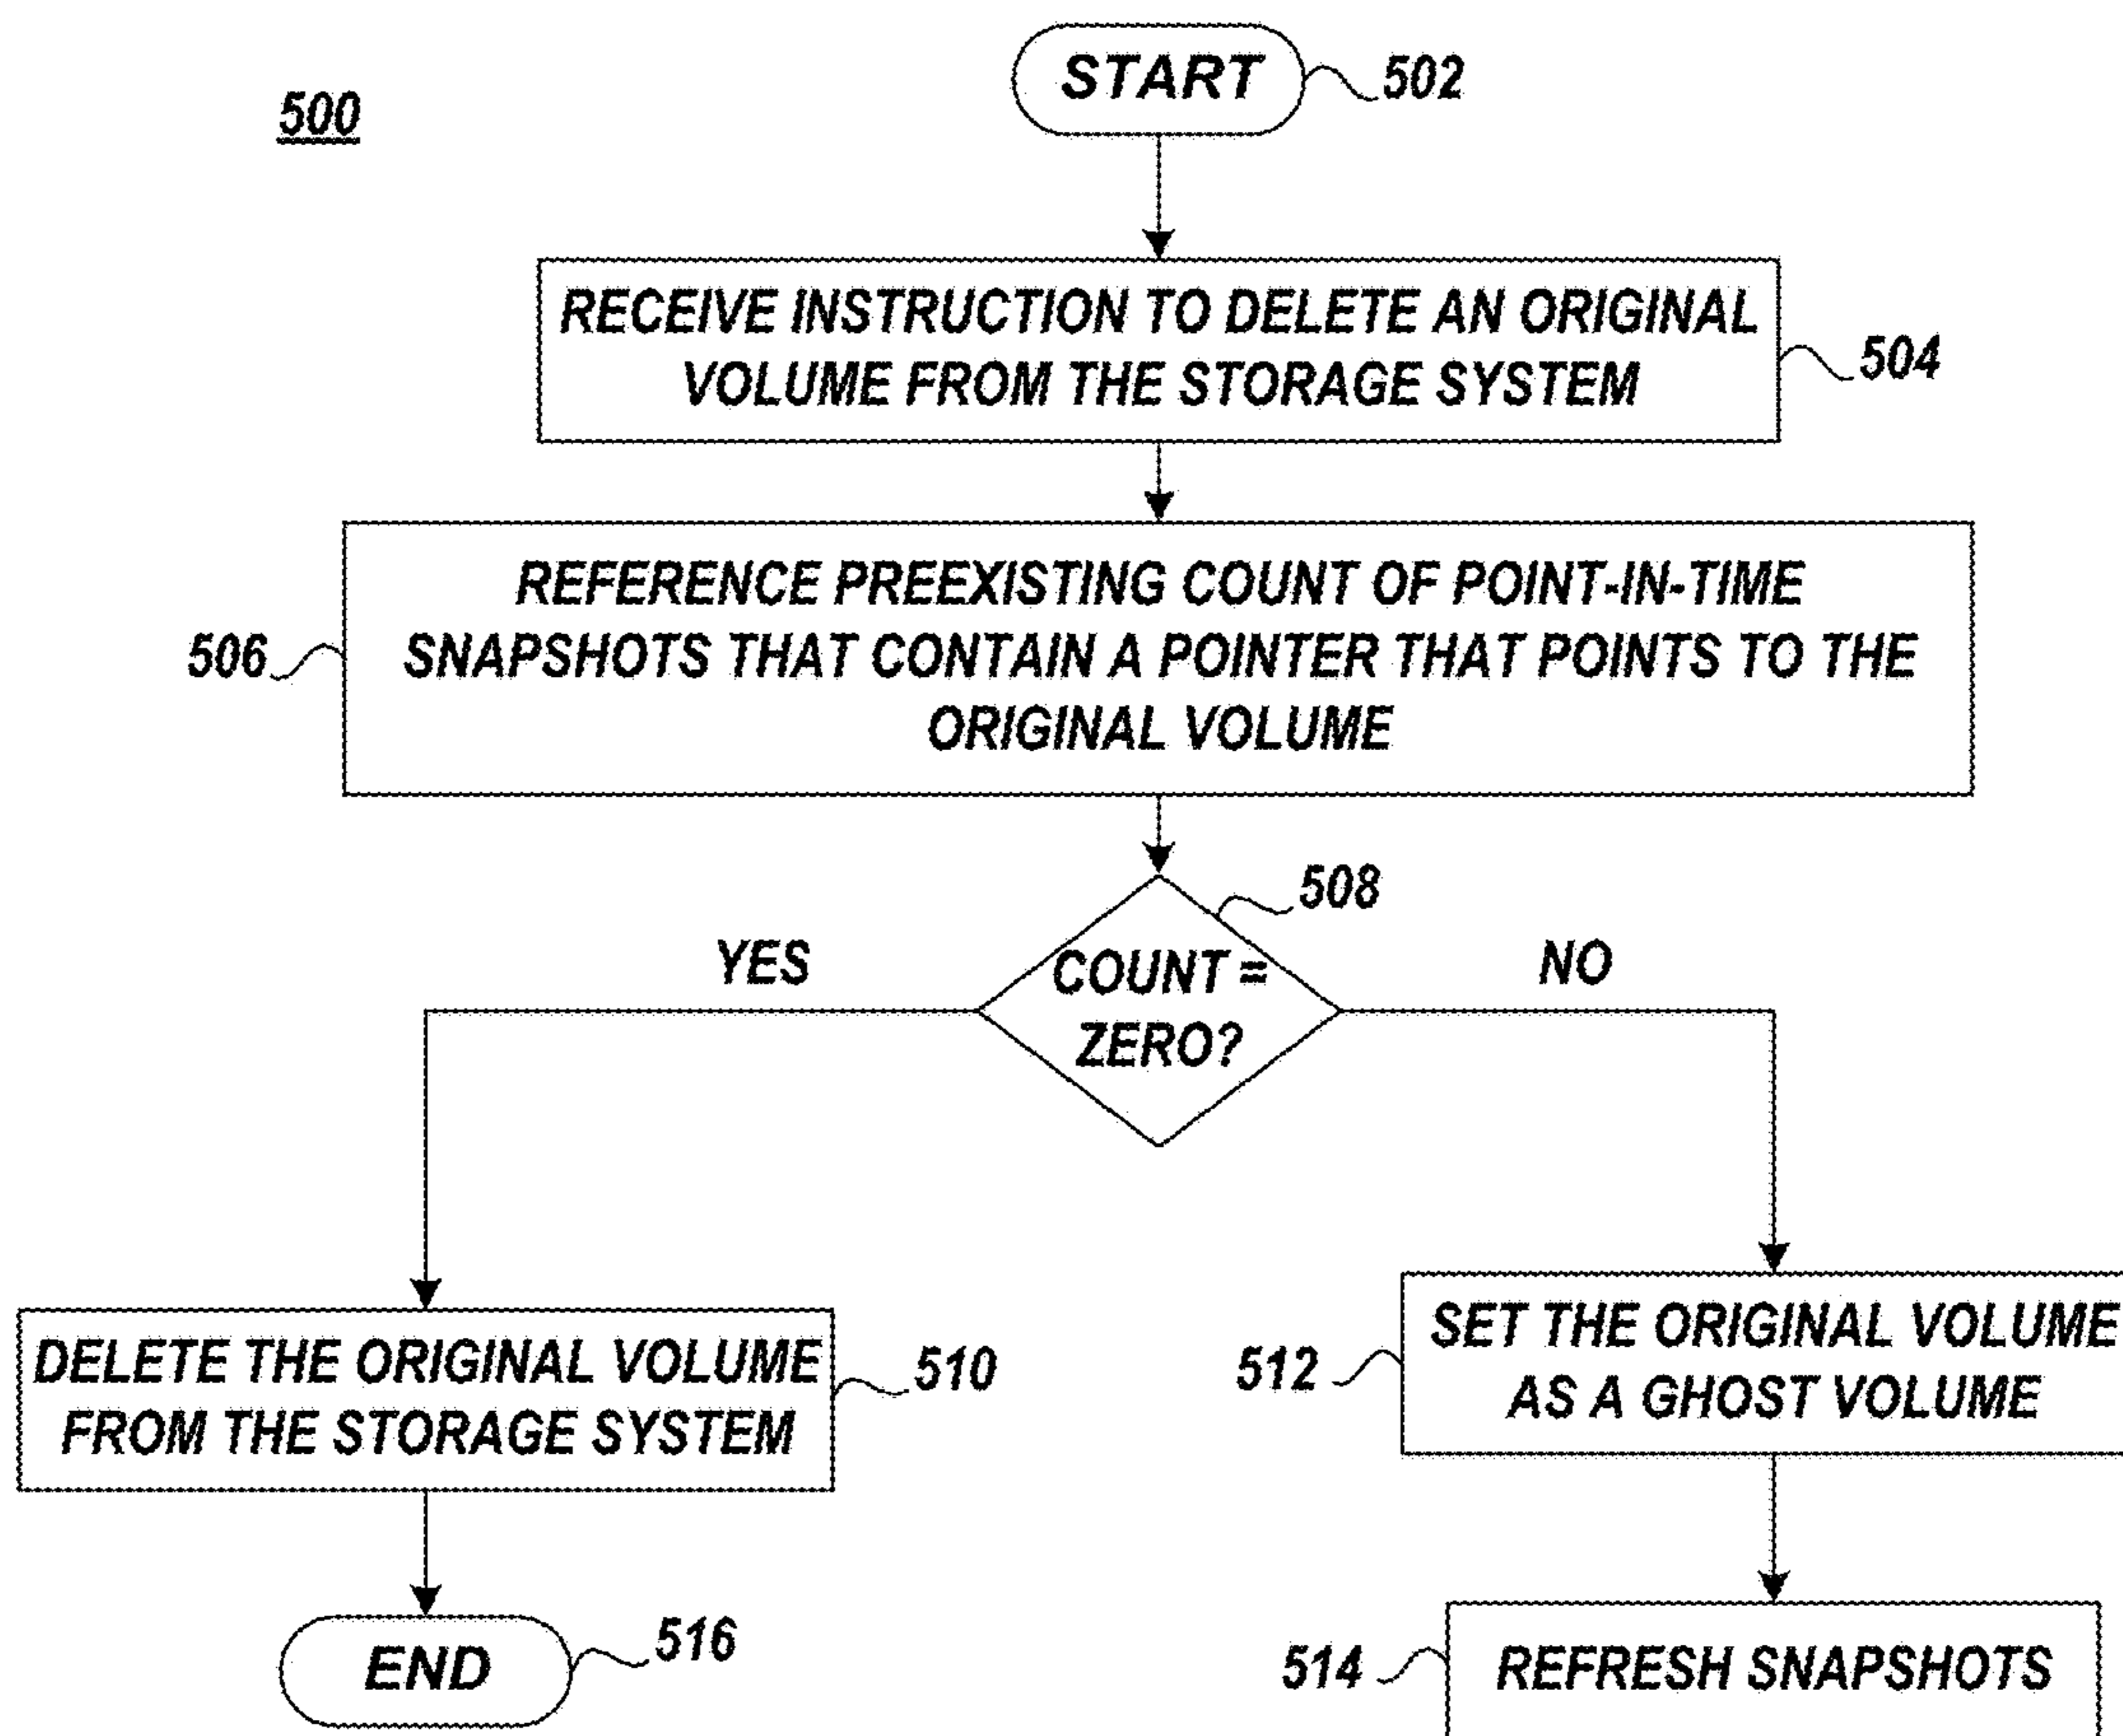 500
START
502
RECEIVE INSTRUCTION TO DELETE AN ORIGINAL
VOLUME FROM THE STORAGE SYSTEM
504
REFERENCE PREEXISTING COUNT OF POINT-IN-TIME
SNAPSHOTS THAT CONTAIN A POINTER THAT POINTS TO THE
ORIGINAL VOLUME
506
508
COUNT =
ZERO?
YES
NO
DELETE THE ORIGINAL VOLUME
FROM THE STORAGE SYSTEM
510
512
SET THE ORIGINAL VOLUME
AS A GHOST VOLUME
END
516
514
REFRESH SNAPSHOTS